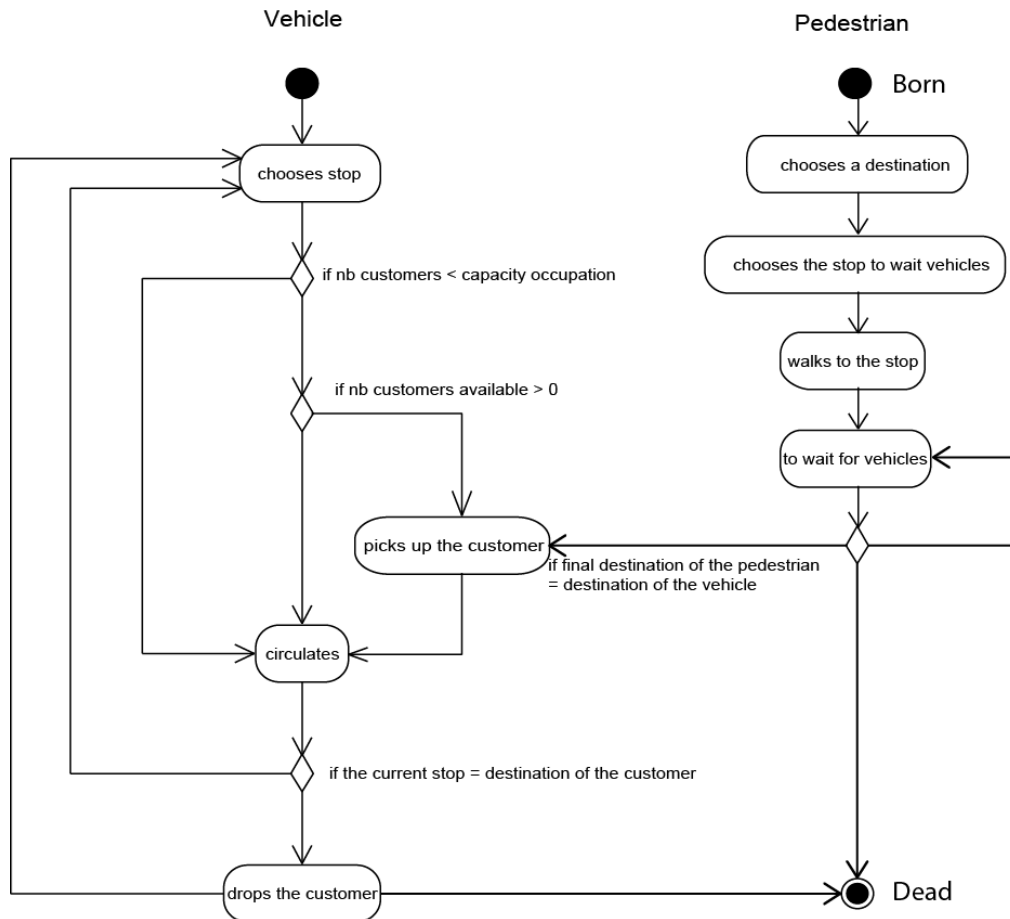 Vehicle
Pedestrian
Born
chooses stop
chooses a destination
if nb customers < capacity occupation
chooses the stop to wait vehicles
walks to the stop
if nb customers available > 0
to wait for vehicles
picks up the customer
if final destination of the pedestrian
= destination of the vehicle
circulates
if the current stop = destination of the customer
drops the customer
Dead